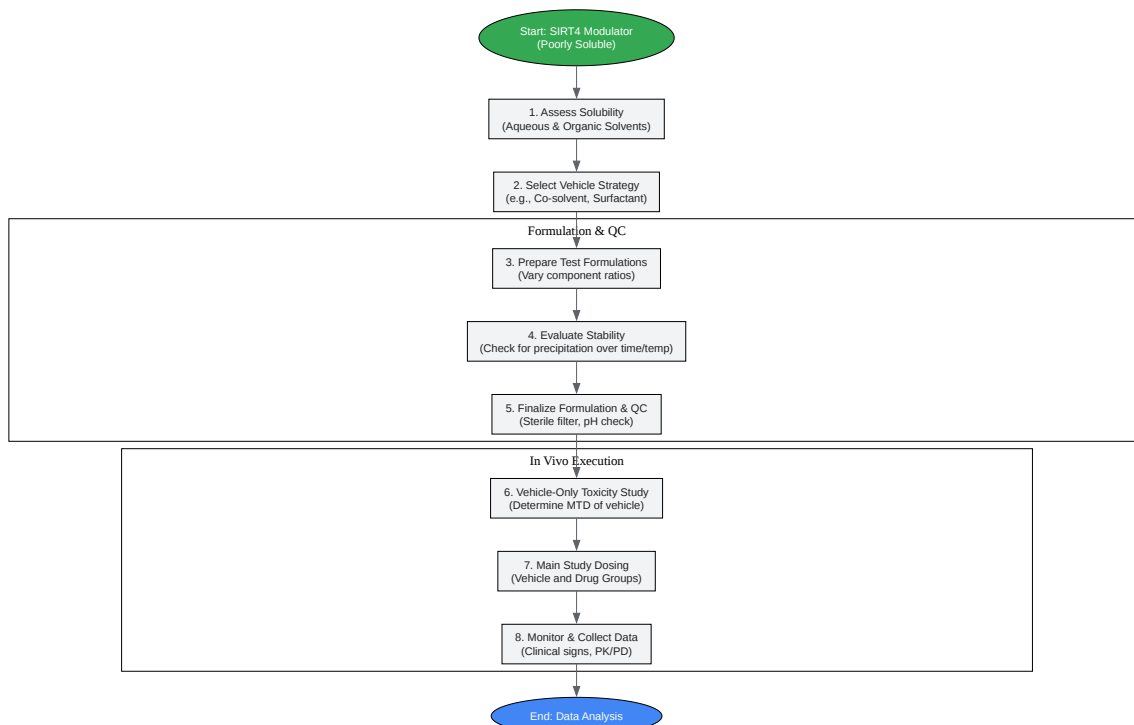 Start: SIRT4 Modulator
(Poorly Soluble)
1. Assess Solubility
(Aqueous & Organic Solvents)
2. Select Vehicle Strategy
(e.g., Co-solvent, Surfactant)
Formulation & QC
3. Prepare Test Formulations
(Vary component ratios)
4. Evaluate Stability
(Check for precipitation over time/temp)
5. Finalize Formulation & QC
(Sterile filter, pH check)
In Vivo Execution
6. Vehicle-Only Toxicity Study
(Determine MTD of vehicle)
7. Main Study Dosing
(Vehicle and Drug Groups)
8. Monitor & Collect Data
(Clinical signs, PK/PD)
End: Data Analysis